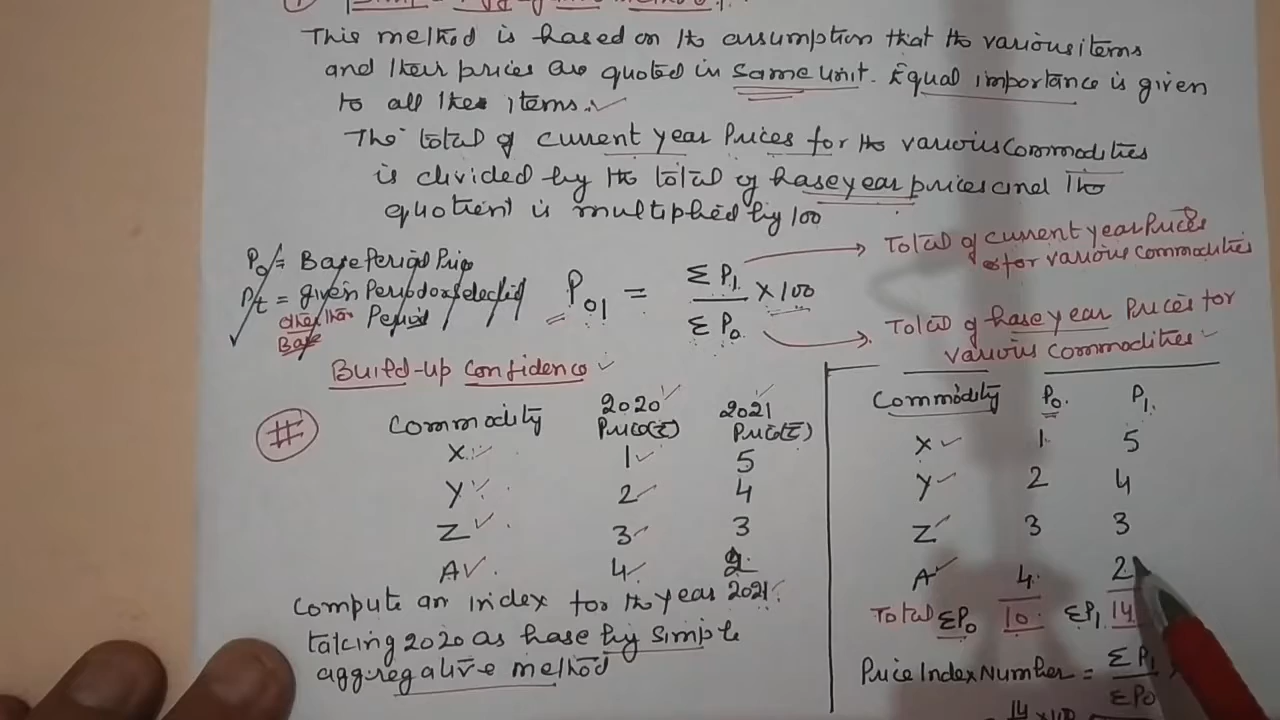 This method is based on the assumption that the various items
and their prices are quoted in same unit. Equal importance is given
to all the items.
The total of current year Prices for the various commodities
is divided by the total of base year prices and the
quotient is multiplied by 100
P0 = Base Period Price
Pt = given Period or selected
other than Period
Base
P01 = ΣP1 / ΣP0 × 100
Total of current year Prices
for various commodities
Total of base year Prices for
various commodities
Build-up Confidence
#
Commodity 2020 Price(₹) 2021 Price(₹)
X 1 5
Y 2 4
Z 3 3
A 4 2
Compute an index for the year 2021
taking 2020 as base by simple
aggregative method
Commodity P0 P1
X 1 5
Y 2 4
Z 3 3
A 4 2
Total ΣP0 10 ΣP1 14
Price Index Number = ΣP1 / ΣP0 ×
14